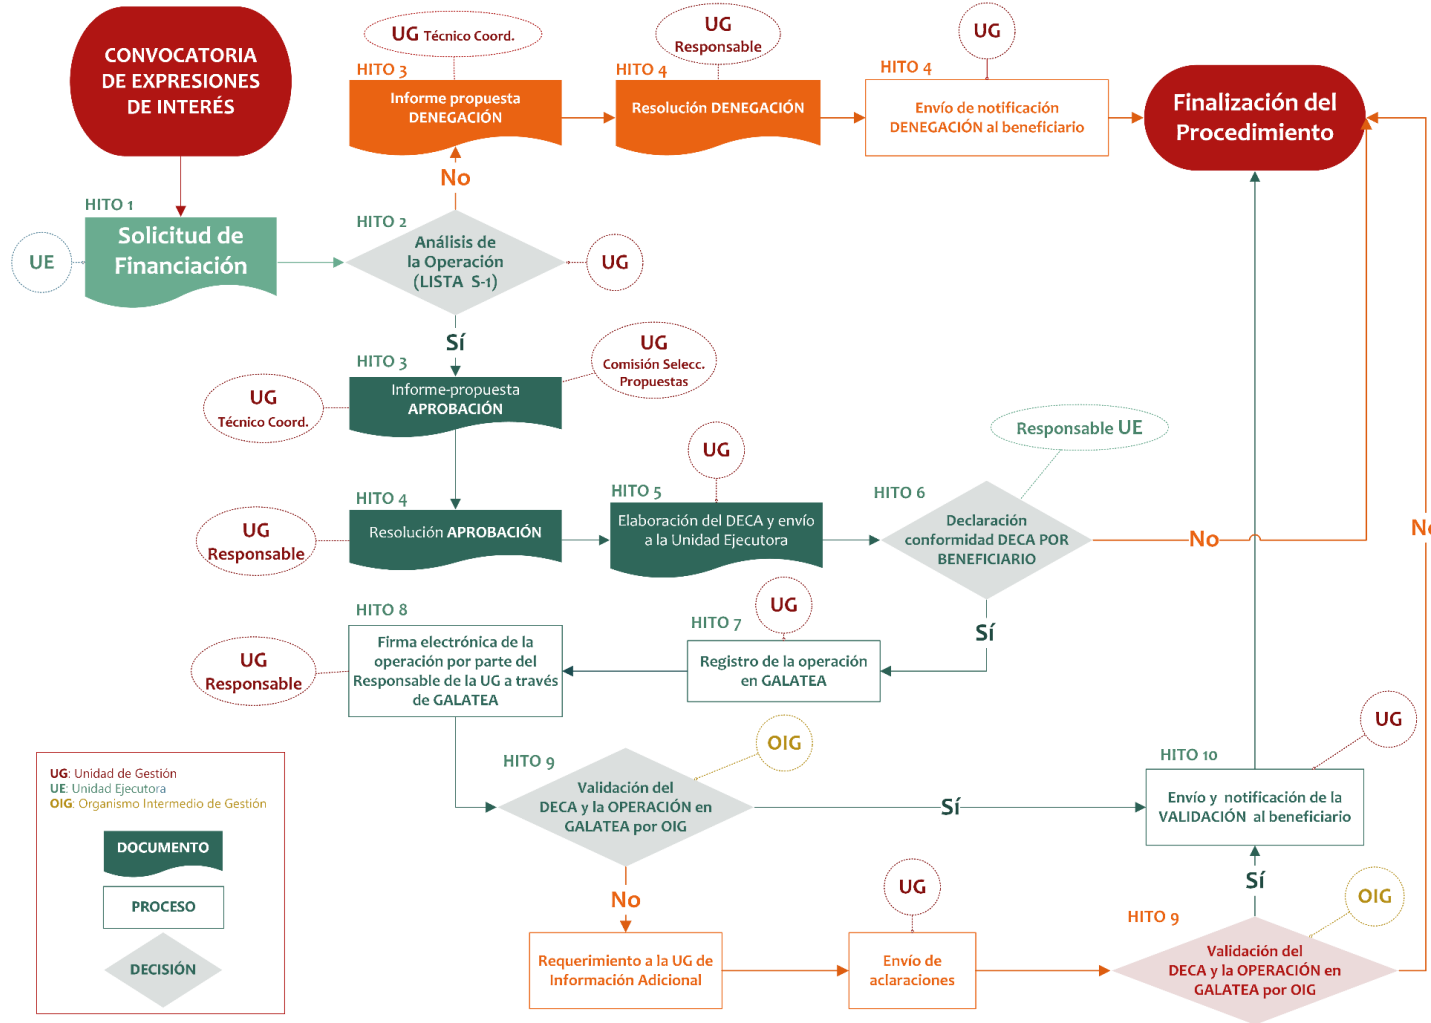 CONVOCATORIA
DE EXPRESIONES
DE INTERÉS
UG Técnico Coord.
HITO 3
Informe propuesta
DENEGACIÓN
UG
Responsable
HITO 4
Resolución DENEGACIÓN
UG
HITO 4
Envío de notificación
DENEGACIÓN al beneficiario
Finalización del
Procedimiento
No
HITO 1
Solicitud de
Financiación
UE
HITO 2
Análisis de
la Operación
(LISTA S-1)
UG
Sí
HITO 3
Informe-propuesta
APROBACIÓN
UG
Comisión Selecc.
Propuestas
UG
Técnico Coord.
HITO 4
Resolución APROBACIÓN
UG
Responsable
UG
HITO 5
Elaboración del DECA y envío
a la Unidad Ejecutora
Responsable UE
HITO 6
Declaración
conformidad DECA POR
BENEFICIARIO
No
Sí
UG
HITO 7
Registro de la operación
en GALATEA
HITO 8
Firma electrónica de la
operación por parte del
Responsable de la UG a través
de GALATEA
UG
Responsable
OIG
HITO 9
Validación del
DECA y la OPERACIÓN en
GALATEA por OIG
Sí
UG
HITO 10
Envío y notificación de la
VALIDACIÓN al beneficiario
No
Requerimiento a la UG de
Información Adicional
UG
Envío de
aclaraciones
Sí
OIG
HITO 9
Validación del
DECA y la OPERACIÓN en
GALATEA por OIG
UG: Unidad de Gestión
UE: Unidad Ejecutora
OIG: Organismo Intermedio de Gestión
DOCUMENTO
PROCESO
DECISIÓN